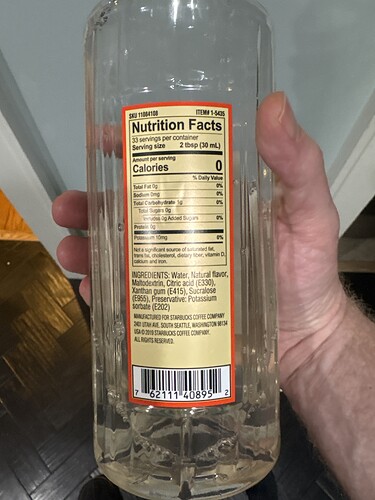 SKU 11084108 ITEM# 1-5435
Nutrition Facts
33 servings per container
Serving size 2 tbsp (30 mL)
Amount per serving
Calories 0
% Daily Value
Total Fat 0g 0%
Sodium 0mg 0%
Total Carbohydrate 1g 0%
Total Sugars 0g
Includes 0g Added Sugars 0%
Protein 0g
Potassium 10mg 0%
Not a significant source of saturated fat,
trans fat, cholesterol, dietary fiber, vitamin D,
calcium and iron.
INGREDIENTS: Water, Natural flavor,
Maltodextrin, Citric acid (E330),
Xanthan gum (E415), Sucralose
(E955), Preservative: Potassium
sorbate (E202)
MANUFACTURED FOR STARBUCKS COFFEE COMPANY
2401 UTAH AVE, SOUTH SEATTLE, WASHINGTON 98134
USA © 2019 STARBUCKS COFFEE COMPANY.
ALL RIGHTS RESERVED.
7 62111 40895 2